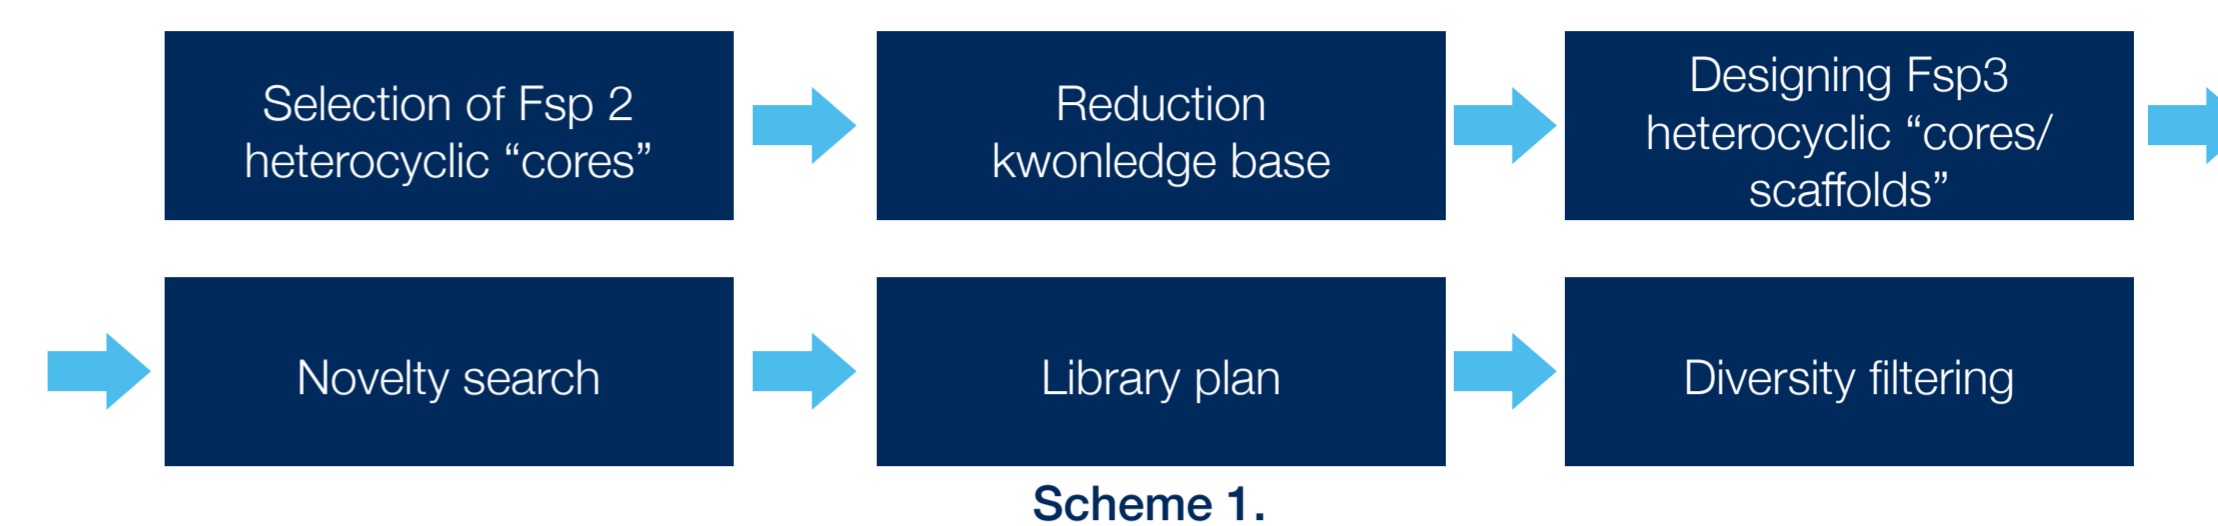 Selection of Fsp 2
heterocyclic “cores”
Reduction
kwonledge base
Designing Fsp3
heterocyclic “cores/
scaffolds”
Novelty search
Library plan
Diversity filtering
Scheme 1.